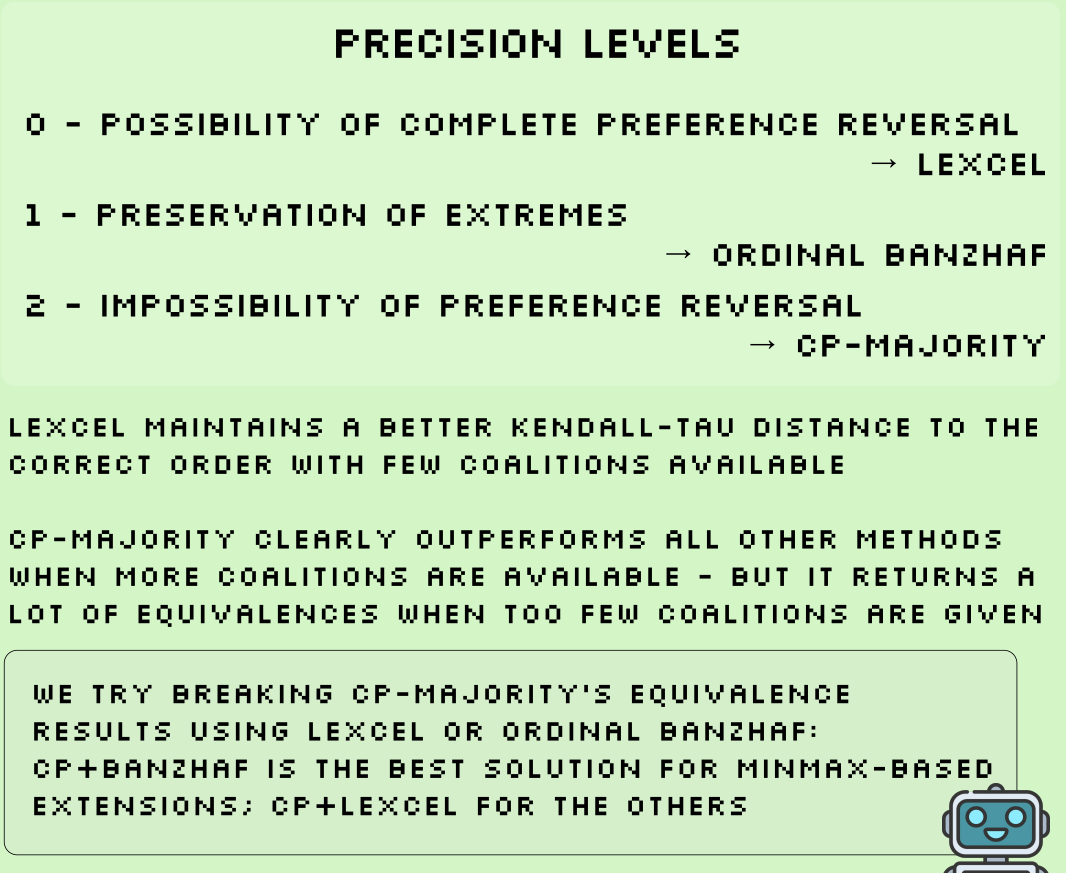 PRECISION LEVELS
0 - POSSIBILITY OF COMPLETE PREFERENCE REVERSAL
→ LEXCEL
1 - PRESERVATION OF EXTREMES
→ ORDINAL BANZHAF
2 - IMPOSSIBILITY OF PREFERENCE REVERSAL
→ CP-MAJORITY
LEXCEL MAINTAINS A BETTER KENDALL-TAU DISTANCE TO THE
CORRECT ORDER WITH FEW COALITIONS AVAILABLE
CP-MAJORITY CLEARLY OUTPERFORMS ALL OTHER METHODS
WHEN MORE COALITIONS ARE AVAILABLE - BUT IT RETURNS A
LOT OF EQUIVALENCES WHEN TOO FEW COALITIONS ARE GIVEN
WE TRY BREAKING CP-MAJORITY'S EQUIVALENCE
RESULTS USING LEXCEL OR ORDINAL BANZHAF:
CP+BANZHAF IS THE BEST SOLUTION FOR MINMAX-BASED
EXTENSIONS; CP+LEXCEL FOR THE OTHERS